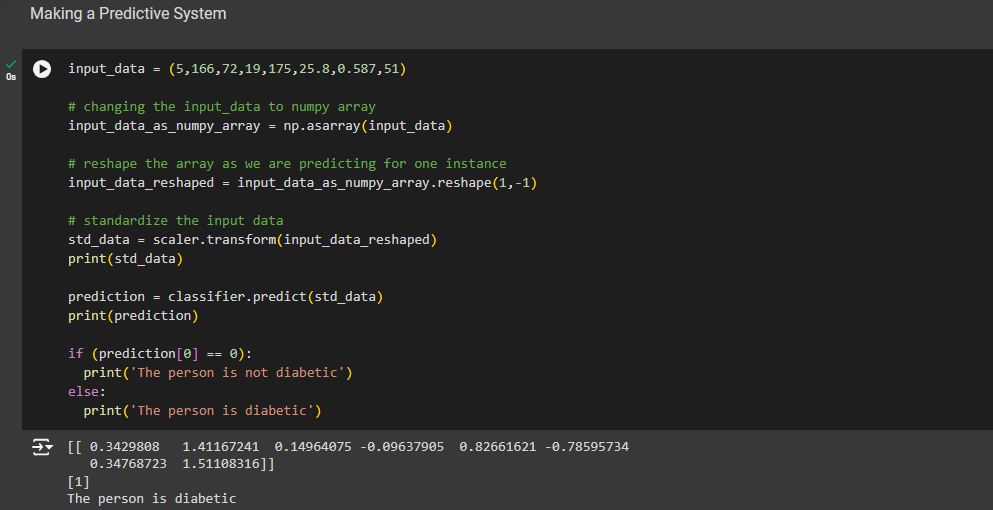 Making a Predictive System
0s
input_data = (5,166,72,19,175,25.8,0.587,51)
# changing the input_data to numpy array
input_data_as_numpy_array = np.asarray(input_data)
# reshape the array as we are predicting for one instance
input_data_reshaped = input_data_as_numpy_array.reshape(1,-1)
# standardize the input data
std_data = scaler.transform(input_data_reshaped)
print(std_data)
prediction = classifier.predict(std_data)
print(prediction)
if (prediction[0] == 0):
  print('The person is not diabetic')
else:
  print('The person is diabetic')
[[ 0.3429808   1.41167241  0.14964075 -0.09637905  0.82661621 -0.78595734
   0.34768723  1.51108316]]
[1]
The person is diabetic